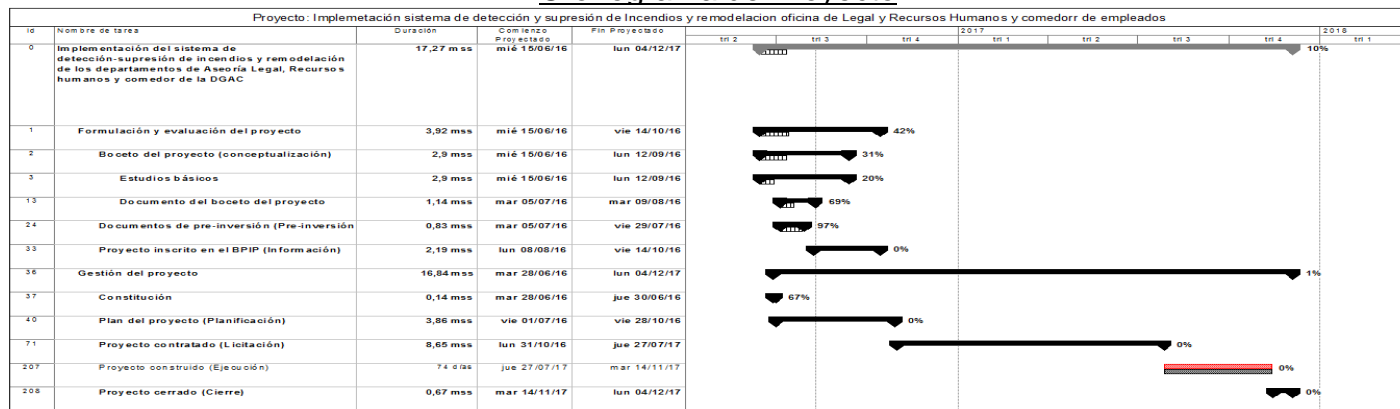 Proyecto: Implemetación sistema de detección y supresión de Incendios y remodelacion oficina de Legal y Recursos Humanos y comedorr de empleados
Id Nombre de tarea Duración Comienzo Proyectado Fin Proyectado 2017 2018
tri 2 tri 3 tri 4 tri 1 tri 2 tri 3 tri 4 tri 1
0 Implementación del sistema de 17,27 mss mié 15/06/16 lun 04/12/17 10%
detección-supresión de incendios y remodelación
de los departamentos de Aseoría Legal, Recursos
humanos y comedor de la DGAC
1 Formulación y evaluación del proyecto 3,92 mss mié 15/06/16 vie 14/10/16 42%
2 Boceto del proyecto (conceptualización) 2,9 mss mié 15/06/16 lun 12/09/16 31%
3 Estudios básicos 2,9 mss mié 15/06/16 lun 12/09/16 20%
13 Documento del boceto del proyecto 1,14 mss mar 05/07/16 mar 09/08/16 69%
24 Documentos de pre-inversión (Pre-inversión 0,83 mss mar 05/07/16 vie 29/07/16 97%
33 Proyecto inscrito en el BPIP (Información) 2,19 mss lun 08/08/16 vie 14/10/16 0%
36 Gestión del proyecto 16,84 mss mar 28/06/16 lun 04/12/17 1%
37 Constitución 0,14 mss mar 28/06/16 jue 30/06/16 67%
40 Plan del proyecto (Planificación) 3,86 mss vie 01/07/16 vie 28/10/16 0%
71 Proyecto contratado (Licitación) 8,65 mss lun 31/10/16 jue 27/07/17 0%
207 Proyecto construido (Ejecución) 74 días jue 27/07/17 mar 14/11/17 0%
208 Proyecto cerrado (Cierre) 0,67 mss mar 14/11/17 lun 04/12/17 0%